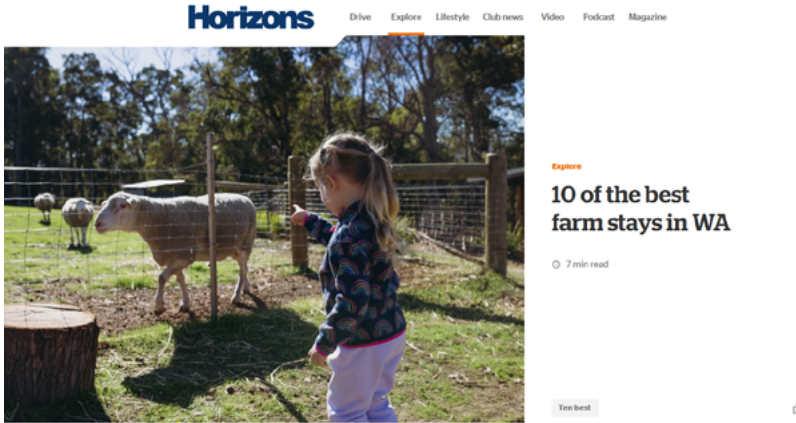 Horizons
Drive Explore Lifestyle Club news Video Podcast Magazine
Explore
10 of the best
farm stays in WA
7 min read
Ten best